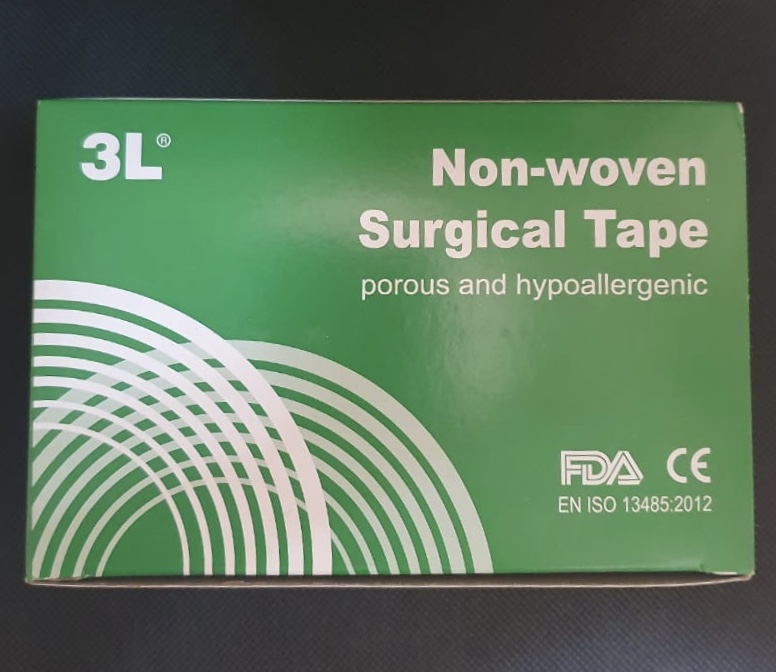 3L®
Non-woven
Surgical Tape
porous and hypoallergenic
FDA CE
EN ISO 13485:2012